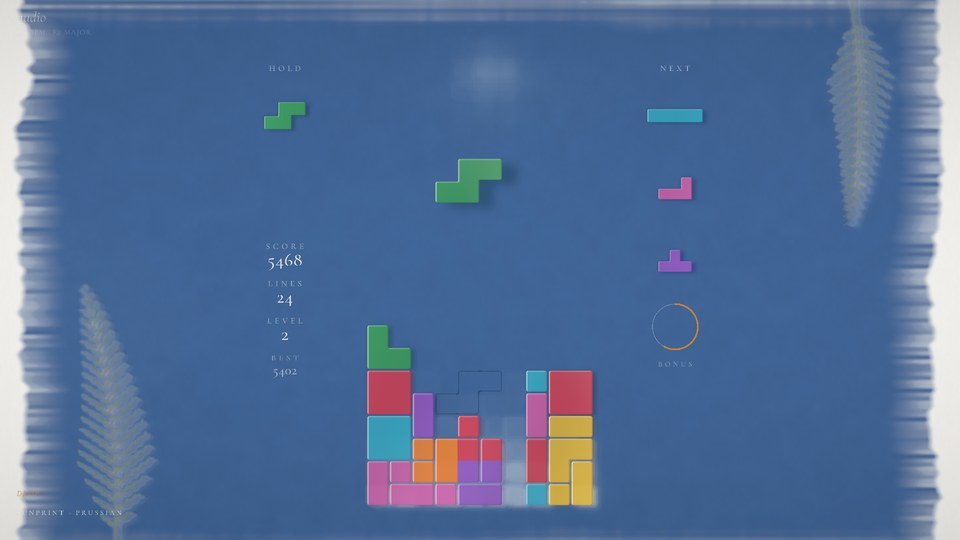 HOLD
NEXT
SCORE
5468
LINES
24
LEVEL
2
BEST
5402
BONUS
PRUSSIAN